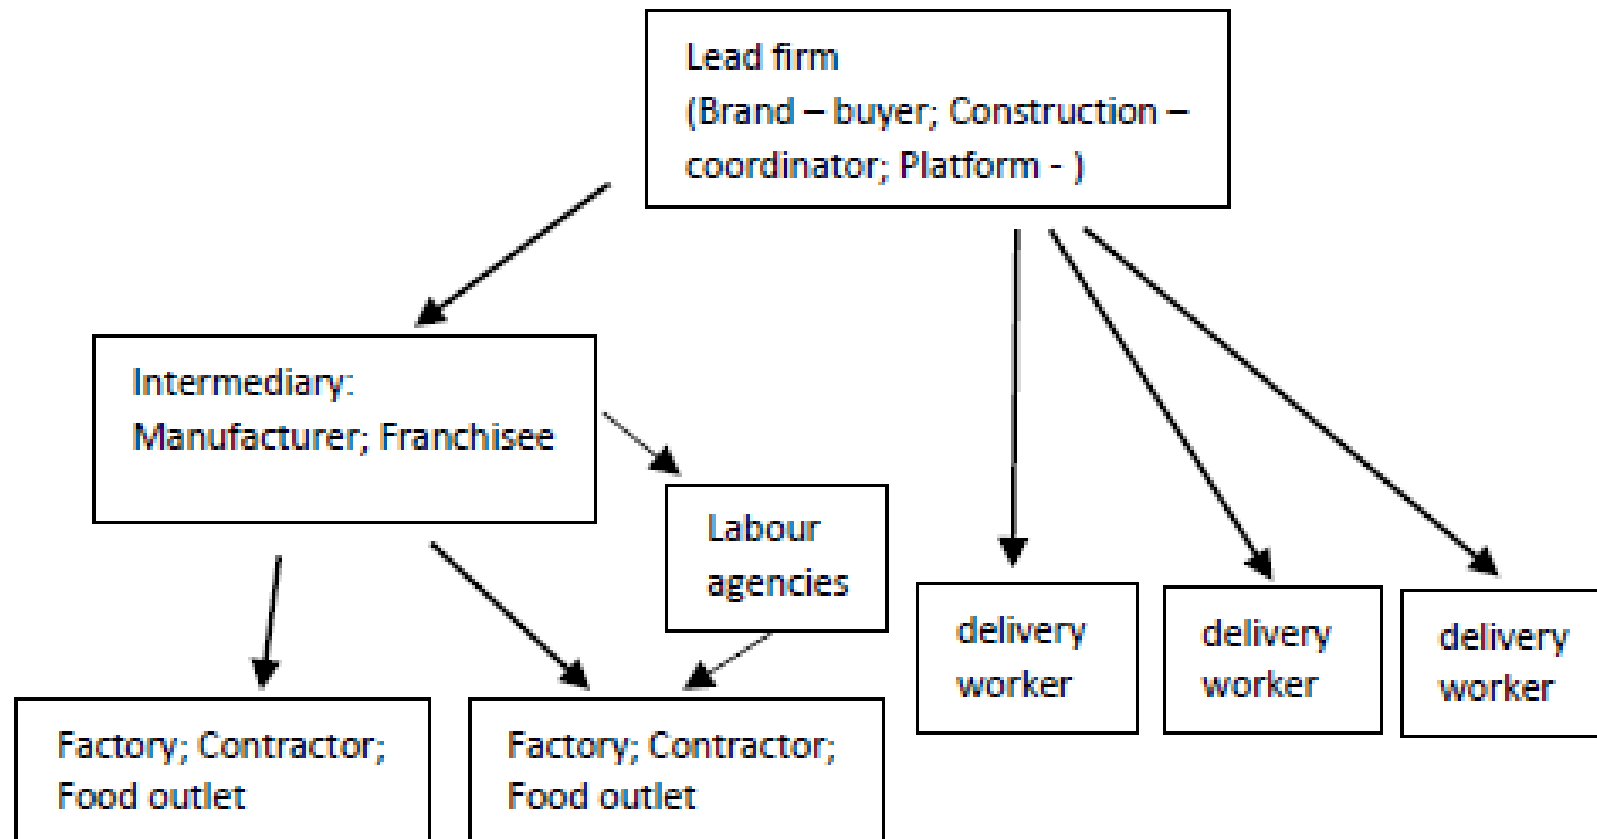 Lead firm
(Brand – buyer; Construction –
coordinator; Platform - )
Intermediary:
Manufacturer; Franchisee
Labour
agencies
delivery
worker
delivery
worker
delivery
worker
Factory; Contractor;
Food outlet
Factory; Contractor;
Food outlet